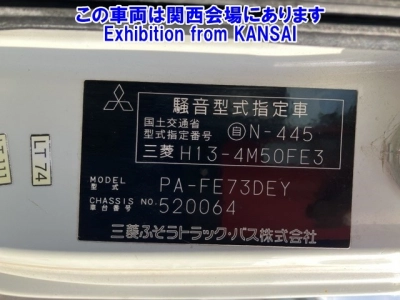 この車両は関西会場にあります
Exhibition from KANSAI
騒音型式指定車
国土交通省
型式指定番号 自N-445
三菱 H13-4M50FE3
MODEL
型式 PA-FE73DEY
CHASSIS NO.
車台番号 520064
三菱ふそうトラック・バス株式会社
LT74